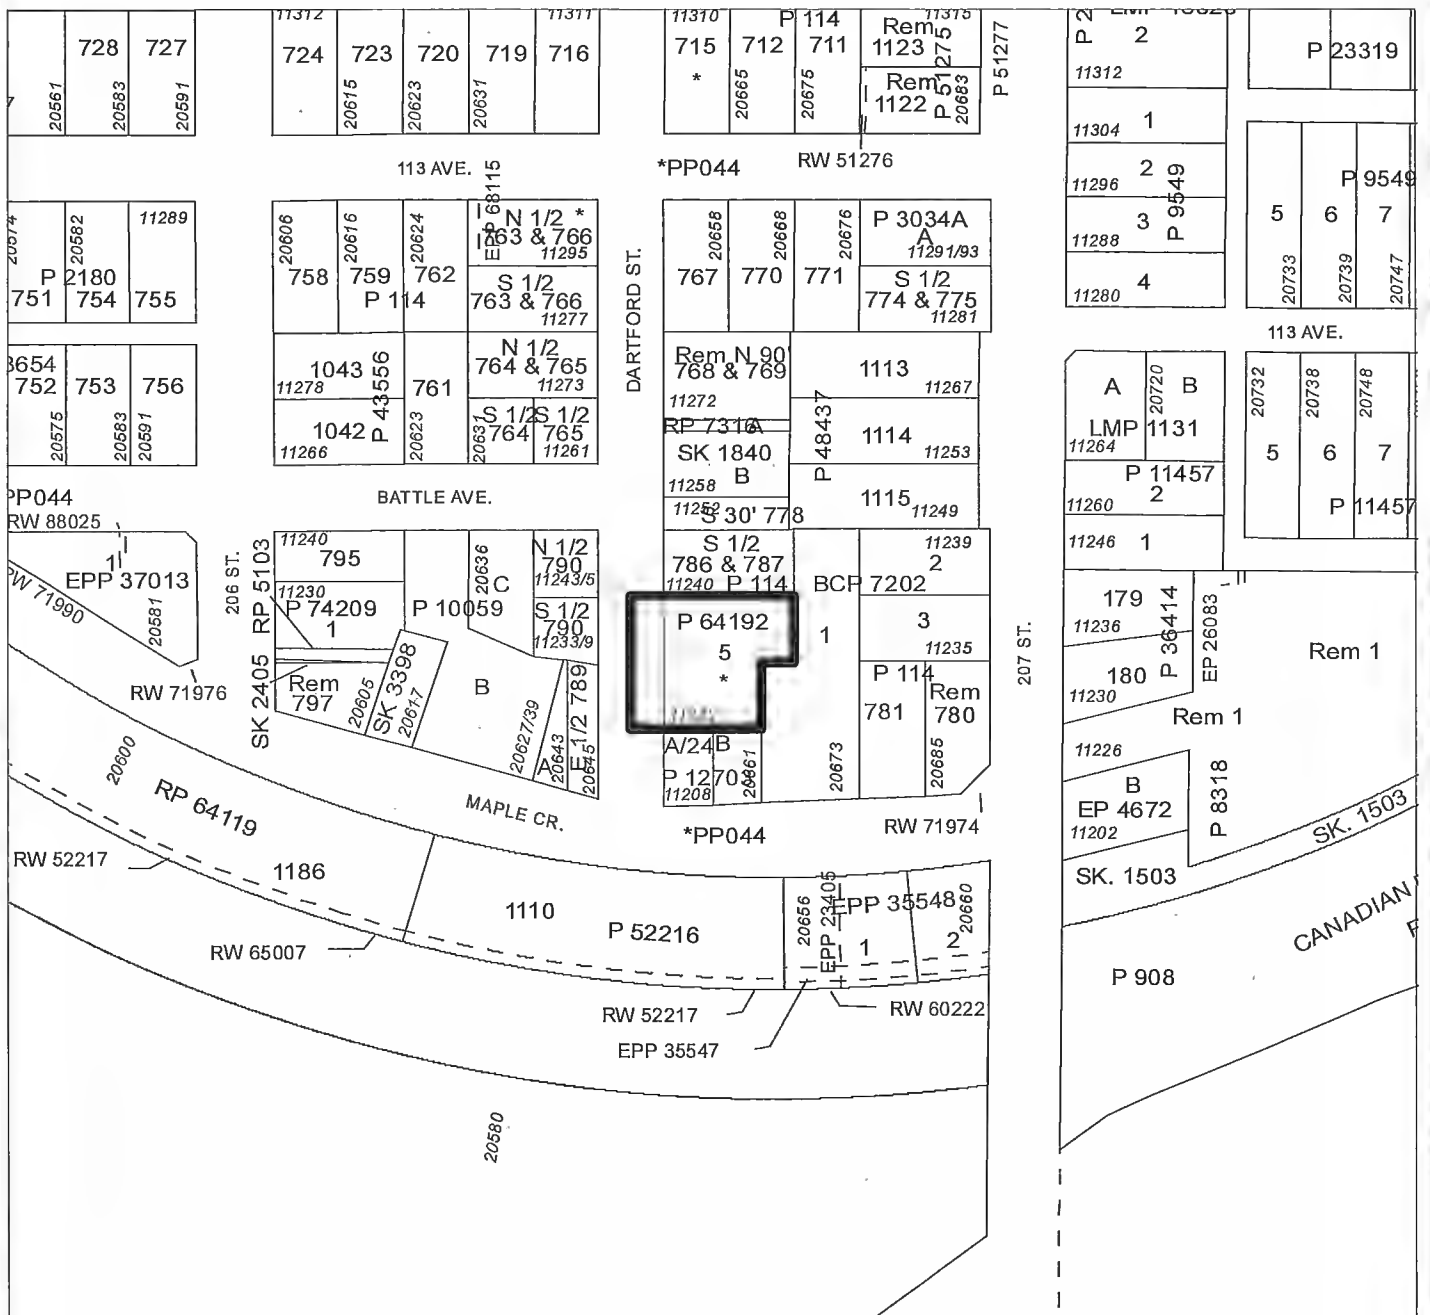 11312
11311
11310
P 114
11315
728
727
724
723
720
719
716
715
*
712
711
Rem
1123
Rem
1122
P 51275
P 51277
2
11312
P 23319
20561
20583
20591
20615
20623
20631
20665
20675
20683
11304
1
113 AVE.
*PP044
RW 51276
11296
2
P 9549
P 9549
11288
3
11280
4
5
6
7
20733
20739
20747
20574
20582
11289
P 2180
751
754
755
20606
20616
20624
758
759
762
P 114
EPP 68115
N 1/2 *
763 & 766
11295
S 1/2
763 & 766
11277
DARTFORD ST.
20658
20668
20676
767
770
771
P 3034A
A
11291/93
S 1/2
774 & 775
11281
113 AVE.
3654
752
753
756
20575
20583
20591
1043
11278
P 43556
1042
11266
761
20623
N 1/2
764 & 765
11273
S 1/2
764
20631
S 1/2
765
11261
Rem N 90'
768 & 769
11272
RP 7316
A
SK 1840
B
11258
11252
S 30' 778
P 48437
1113
11267
1114
11253
1115
11249
A
B
20720
LMP 1131
11264
P 11457
2
11260
11246
1
20732
20738
20748
5
6
7
P 11457
PP044
RW 88025
BATTLE AVE.
1
EPP 37013
20581
RW 71990
RW 71976
206 ST.
SK 2405
RP 5103
11240
795
11230
P 74209
1
Rem
797
20605
SK 3398
20617
P 10059
20636
C
B
20627/39
N 1/2
790
11243/5
S 1/2
790
11233/9
E 1/2 789
A
20643
20645
S 1/2
786 & 787
11240
P 114
P 64192
5
*
A/24
B
P 12703
11208
20661
BCP 7202
1
20673
11239
2
3
11235
P 114
781
Rem
780
20685
207 ST.
179
11236
P 36414
EP 26083
180
11230
Rem 1
Rem 1
11226
B
EP 4672
11202
P 8318
SK. 1503
SK. 1503
20600
RP 64119
MAPLE CR.
*PP044
RW 71974
RW 52217
1186
1110
P 52216
20656
EPP 23405
EPP 35548
1
2
20660
RW 65007
RW 52217
RW 60222
EPP 35547
P 908
CANADIAN
20580